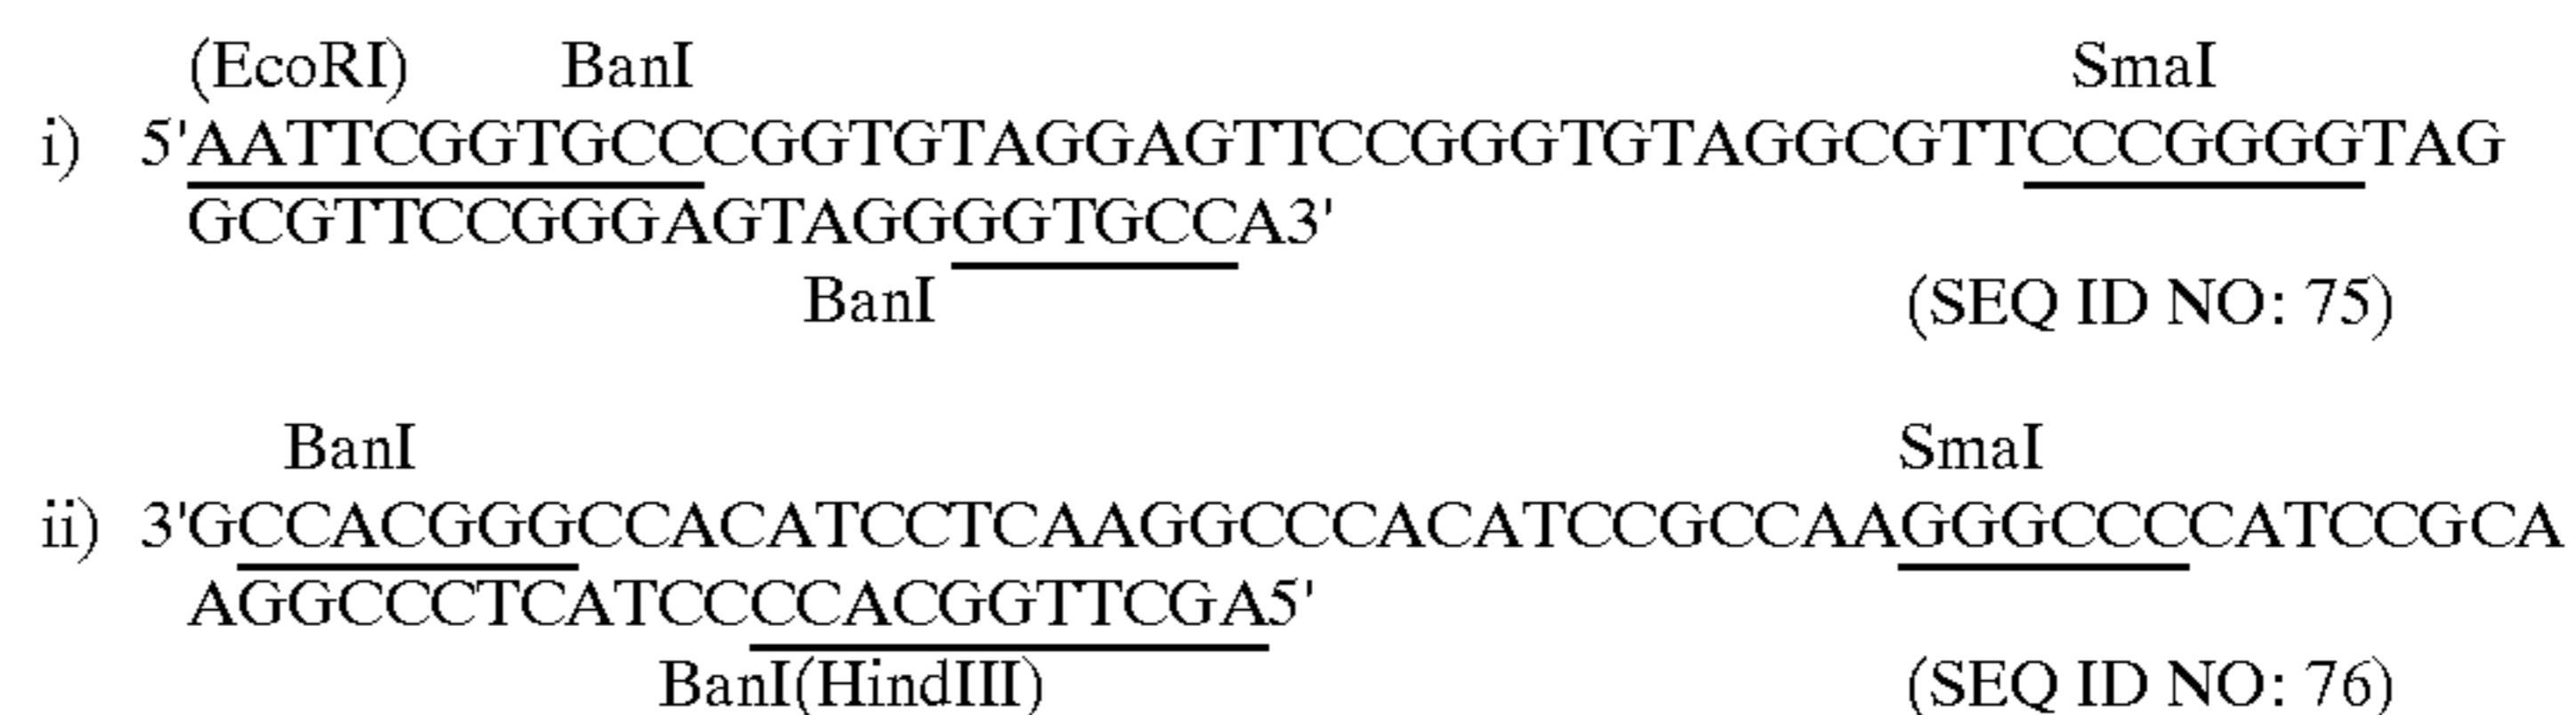 (EcoRI) BanI SmaI
i) 5'AATTCGGTGCCCGGTGTAGGAGTTCCGGGTGTAGGCGTTCCCGGGGTAG
GCGTTCCGGGAGTAGGGGTGCCA3'
BanI (SEQ ID NO: 75)
BanI SmaI
ii) 3'GCCACGGGCCACATCCTCAAGGCCCACATCCGCCAAGGGCCCCATCCGCA
AGGCCCTCATCCCCACGGTTCGA5'
BanI(HindIII) (SEQ ID NO: 76)